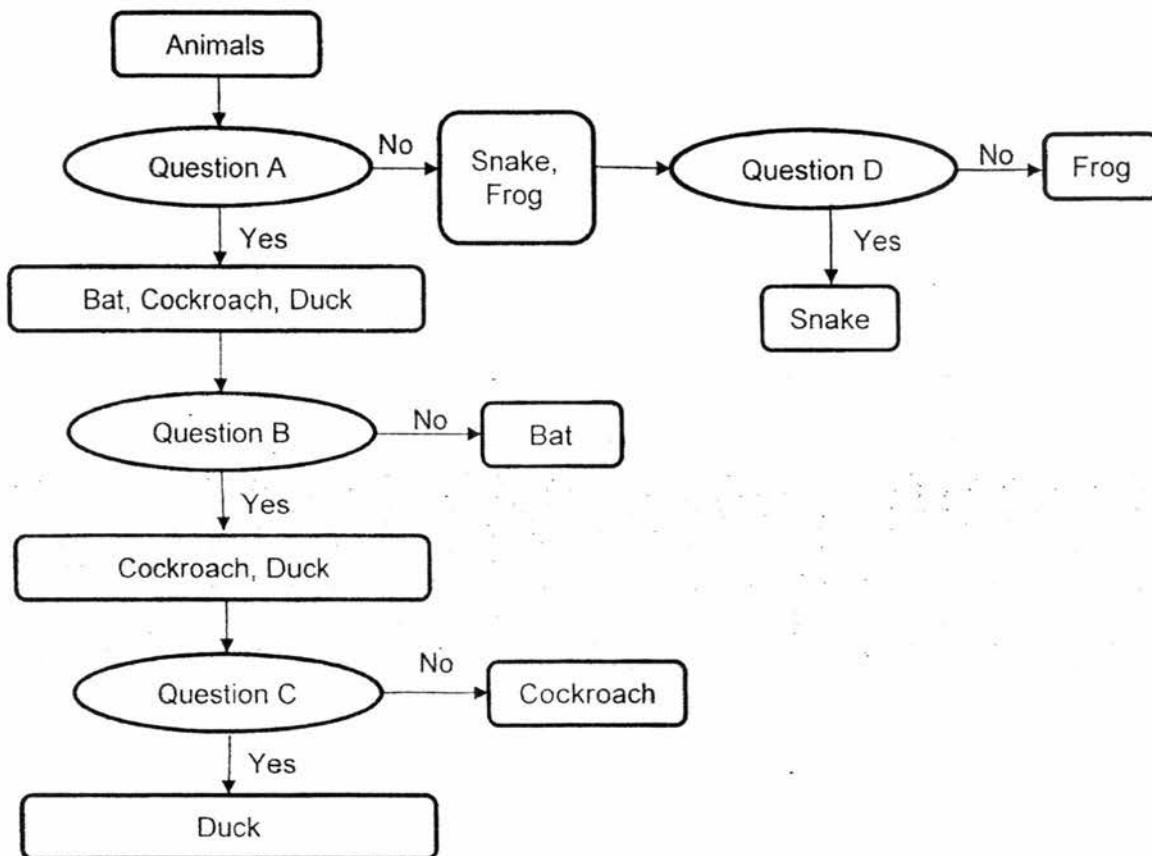 Animals
Question A
No
Snake,
Frog
Question D
No
Frog
Yes
Yes
Bat, Cockroach, Duck
Snake
Question B
No
Bat
Yes
Cockroach, Duck
Question C
No
Cockroach
Yes
Duck